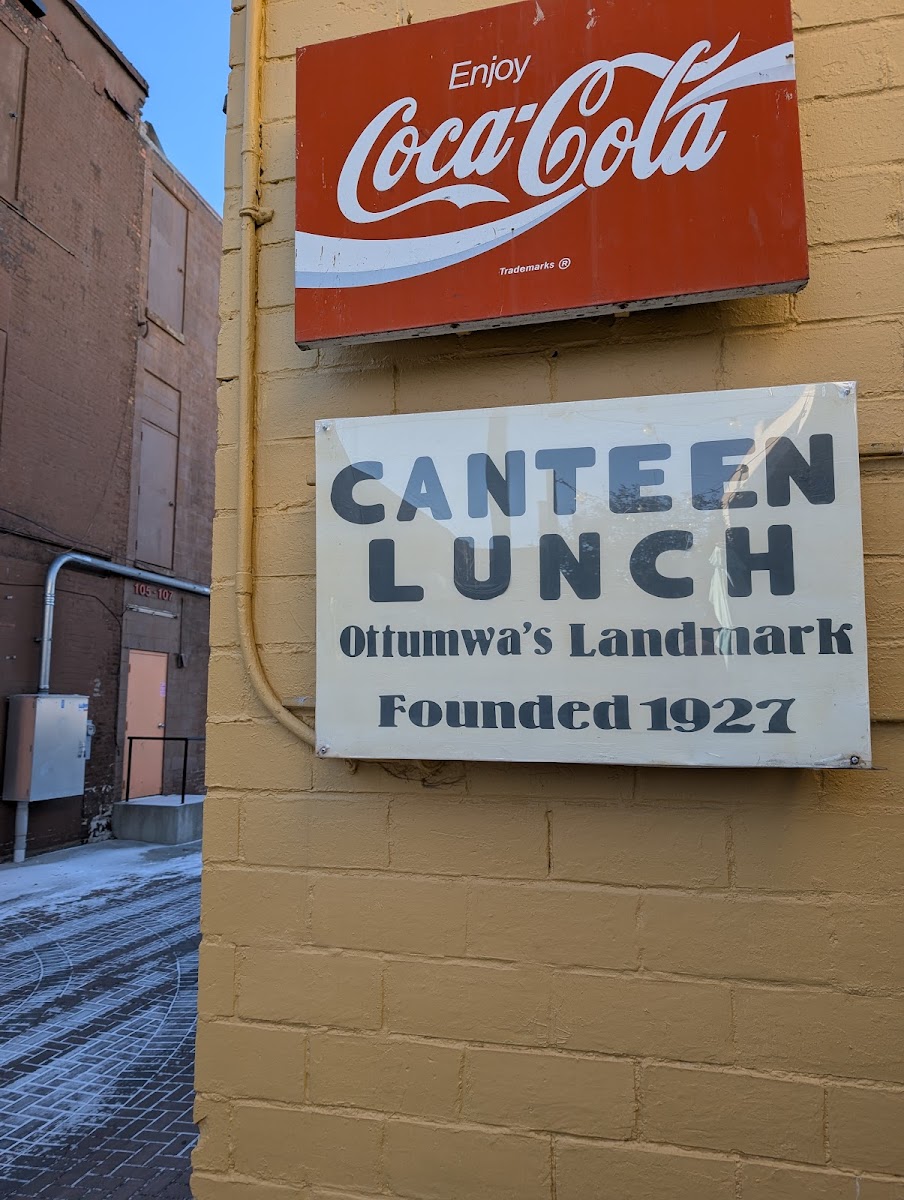 Enjoy
Coca-Cola
Trademarks ®
CANTEEN
LUNCH
Ottumwa's Landmark
Founded 1927
105-107